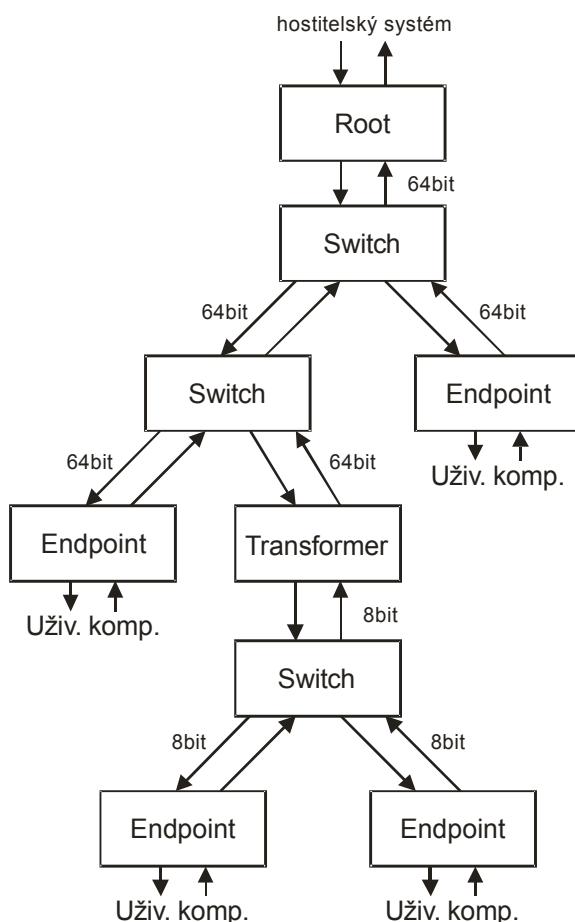 hostitelský systém
Root
64bit
Switch
64bit
64bit
Switch
Endpoint
64bit
64bit
Uživ. komp.
Endpoint
Transformer
Uživ. komp.
8bit
Switch
8bit
8bit
Endpoint
Endpoint
Uživ. komp.
Uživ. komp.